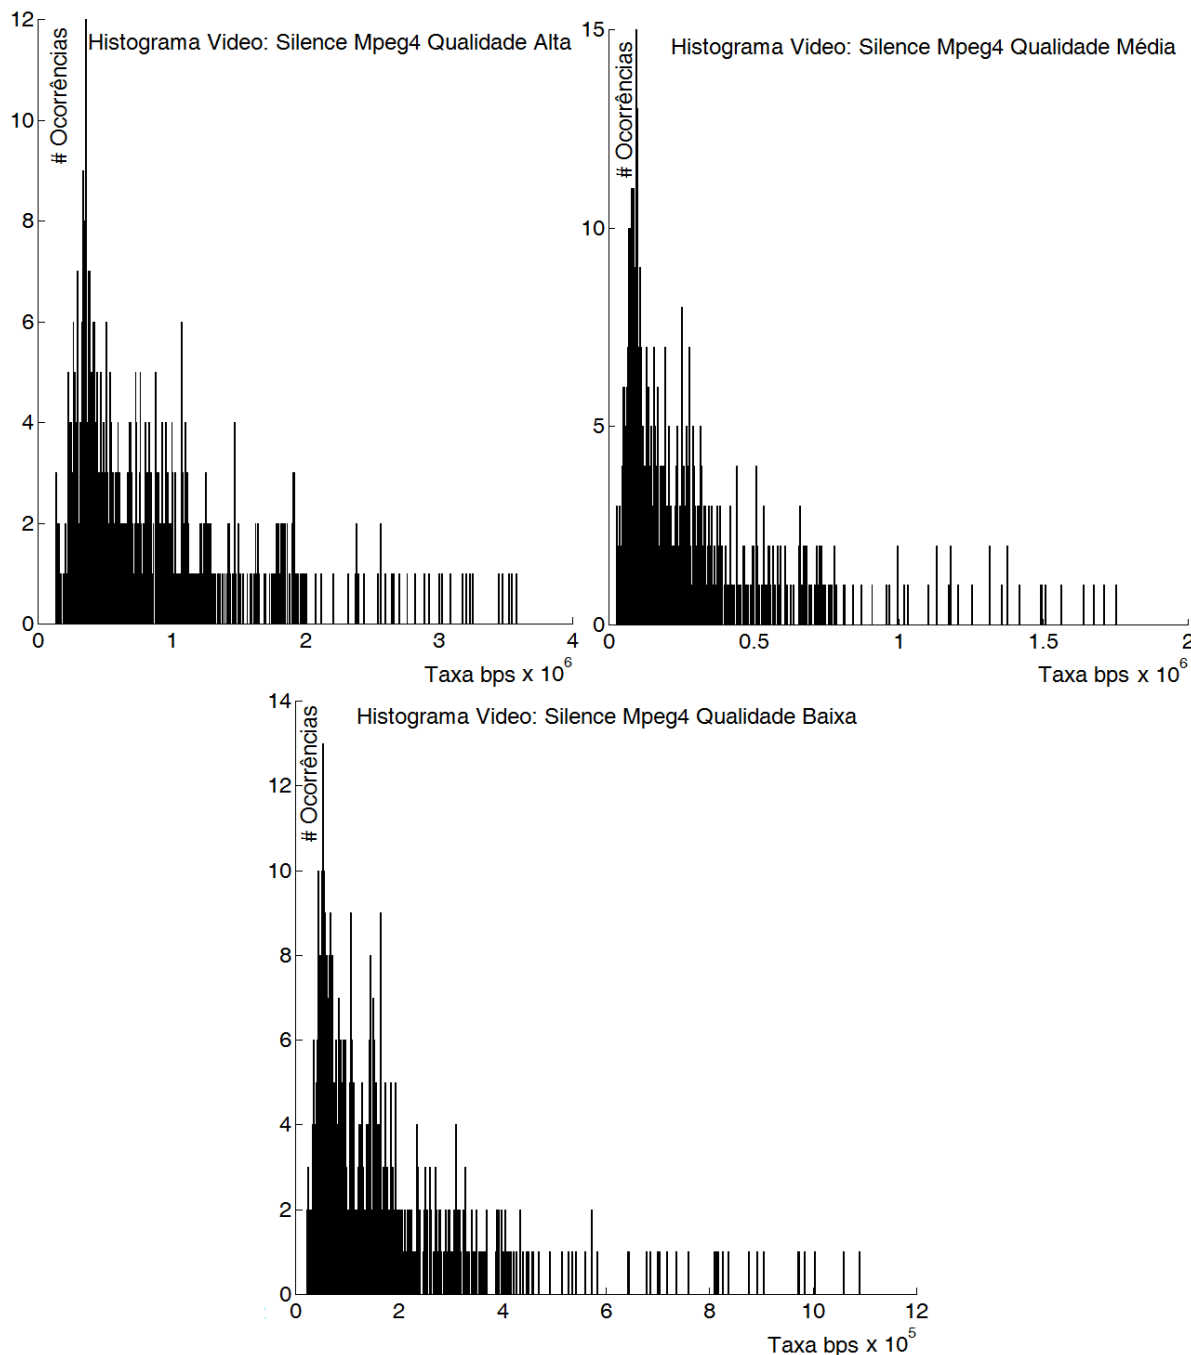 Histograma Video: Silence Mpeg4 Qualidade Alta
# Ocorrências
12
10
8
6
4
2
0
0 1 2 3 4
Taxa bps x 10^6
Histograma Video: Silence Mpeg4 Qualidade Média
# Ocorrências
15
10
5
0
0 0.5 1 1.5 2
Taxa bps x 10^6
Histograma Video: Silence Mpeg4 Qualidade Baixa
# Ocorrências
14
12
10
8
6
4
2
0
0 2 4 6 8 10 12
Taxa bps x 10^5